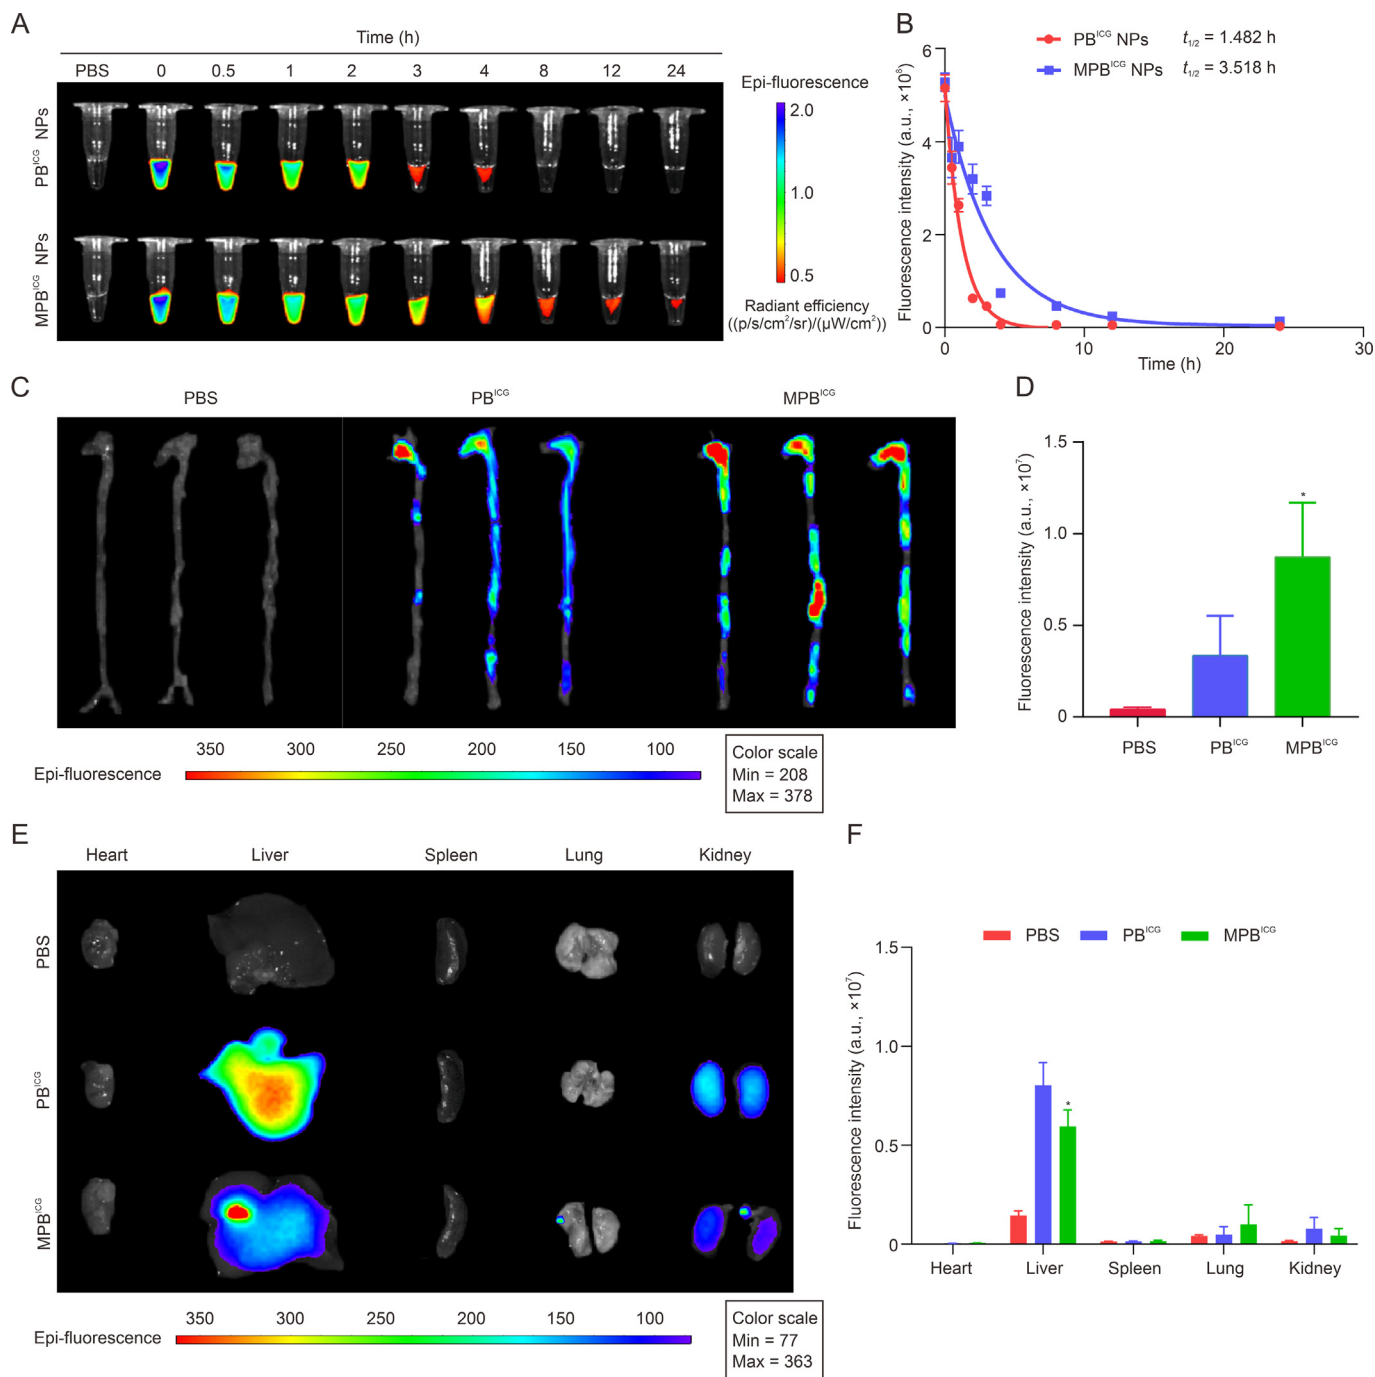 A
Time (h)
PBS 0 0.5 1 2 3 4 8 12 24
PB^ICG NPs
MPB^ICG NPs
Epi-fluorescence
2.0
1.0
0.5
Radiant efficiency
((p/s/cm²/sr)/(µW/cm²))
B
PB^ICG NPs t1/2 = 1.482 h
MPB^ICG NPs t1/2 = 3.518 h
Fluorescence intensity (a.u., ×10⁸)
6
4
2
0
0 10 20 30
Time (h)
C
PBS PB^ICG MPB^ICG
350 300 250 200 150 100
Epi-fluorescence
Color scale
Min = 208
Max = 378
D
Fluorescence intensity (a.u., ×10⁷)
1.5
1.0
0.5
0
*
PBS PB^ICG MPB^ICG
E
Heart Liver Spleen Lung Kidney
PBS
PB^ICG
MPB^ICG
350 300 250 200 150 100
Epi-fluorescence
Color scale
Min = 77
Max = 363
F
PBS PB^ICG MPB^ICG
Fluorescence intensity (a.u., ×10⁷)
1.5
1.0
0.5
0
*
Heart Liver Spleen Lung Kidney